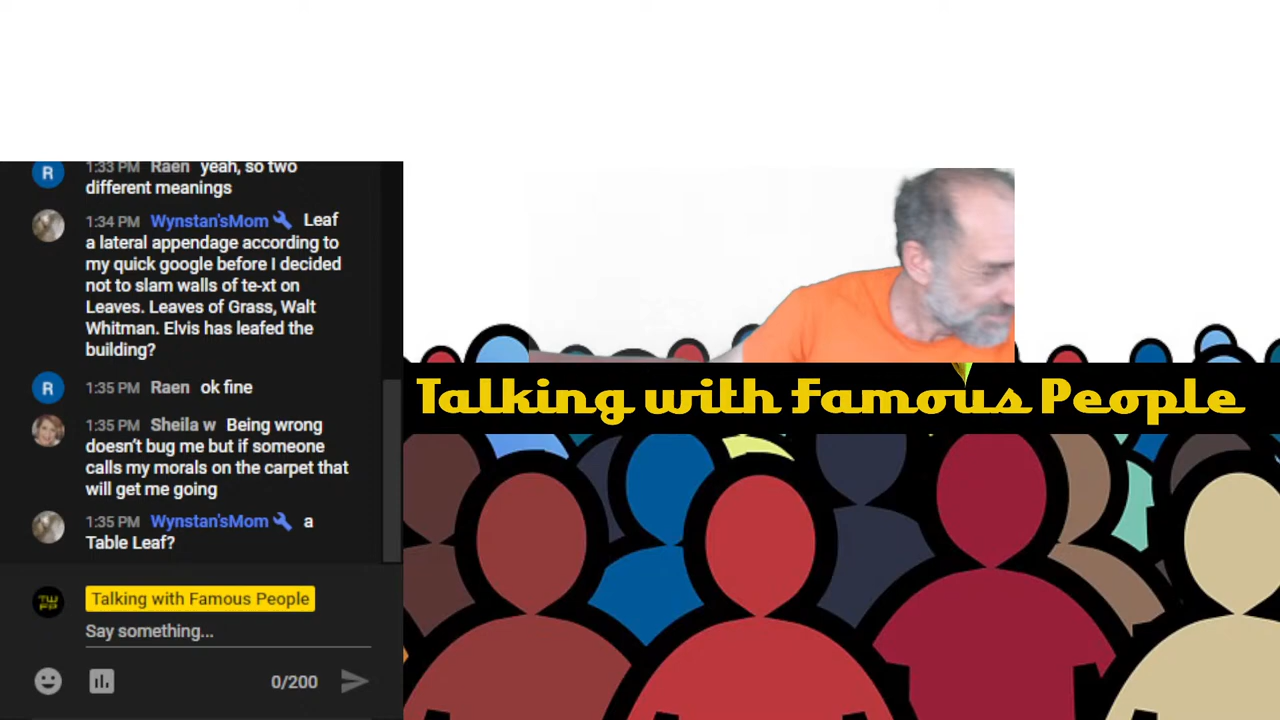 R
1:33 PM Raen yeah, so two
different meanings
1:34 PM Wynstan'sMom Leaf
a lateral appendage according to
my quick google before I decided
not to slam walls of te-xt on
Leaves. Leaves of Grass, Walt
Whitman. Elvis has leafed the
building?
R
1:35 PM Raen ok fine
1:35 PM Sheila w Being wrong
doesn't bug me but if someone
calls my morals on the carpet that
will get me going
1:35 PM Wynstan'sMom a
Table Leaf?
TW
FP
Talking with Famous People
Say something...
0/200
Talking with Famous People